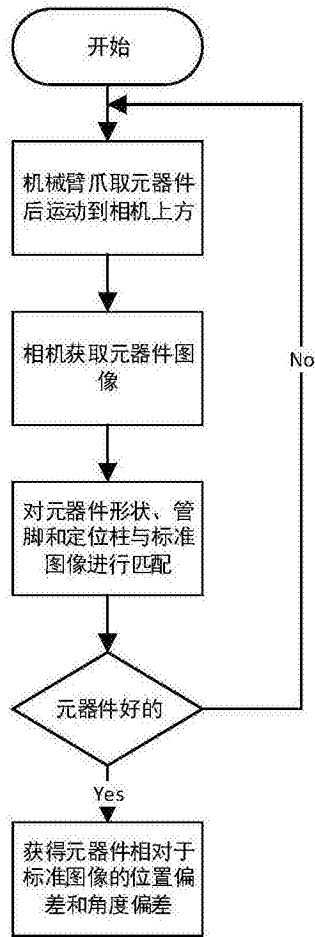 开始
机械臂爪取元器件
后运动到相机上方
相机获取元器件图
像
No
对元器件形状、管
脚和定位柱与标准
图像进行匹配
元器件好的
Yes
获得元器件相对于
标准图像的位置偏
差和角度偏差